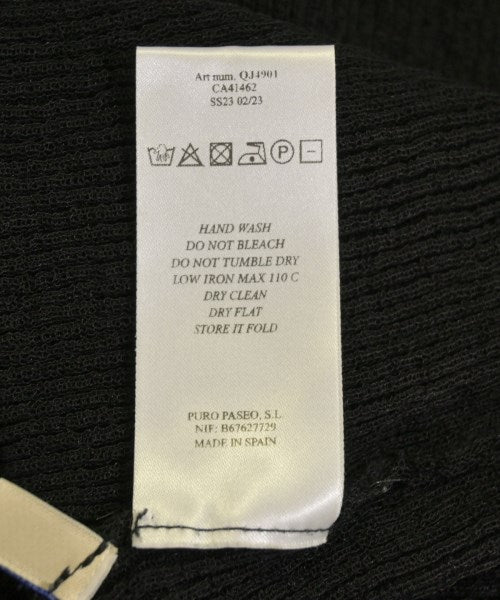 Art num. QJ4901
CA41462
SS23 02/23
P
HAND WASH
DO NOT BLEACH
DO NOT TUMBLE DRY
LOW IRON MAX 110 C
DRY CLEAN
DRY FLAT
STORE IT FOLD
PURO PASEO, S.L
NIF: B67627729
MADE IN SPAIN